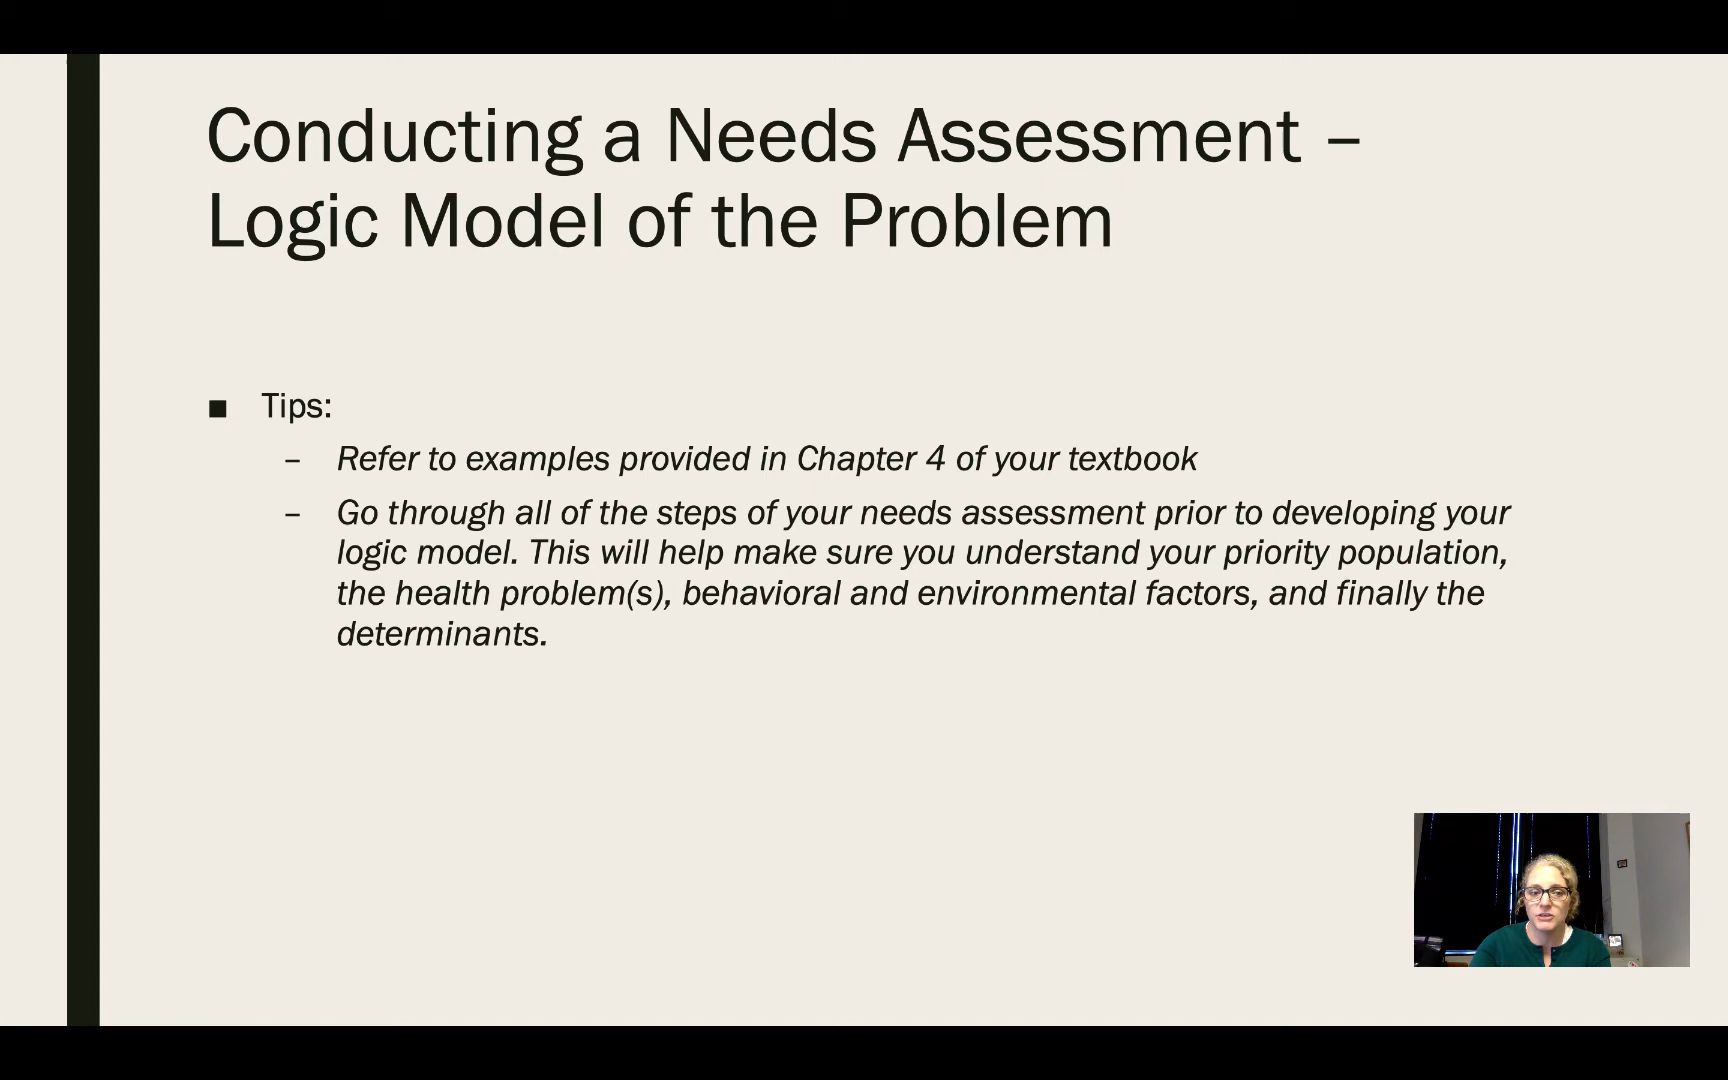 Conducting a Needs Assessment –
Logic Model of the Problem
■ Tips:
– Refer to examples provided in Chapter 4 of your textbook
– Go through all of the steps of your needs assessment prior to developing your
logic model. This will help make sure you understand your priority population,
the health problem(s), behavioral and environmental factors, and finally the
determinants.